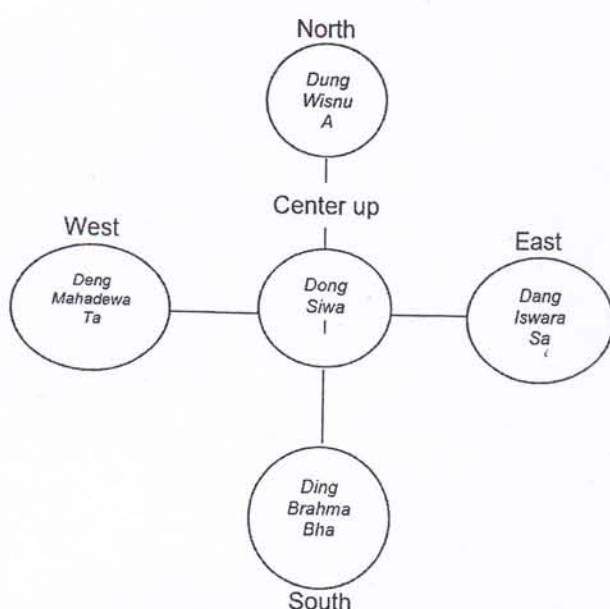 North
Dung
Wisnu
A
Center up
West
Deng
Mahadewa
Ta
Dong
Siwa
I
East
Dang
Iswara
Sa
Ding
Brahma
Bha
South